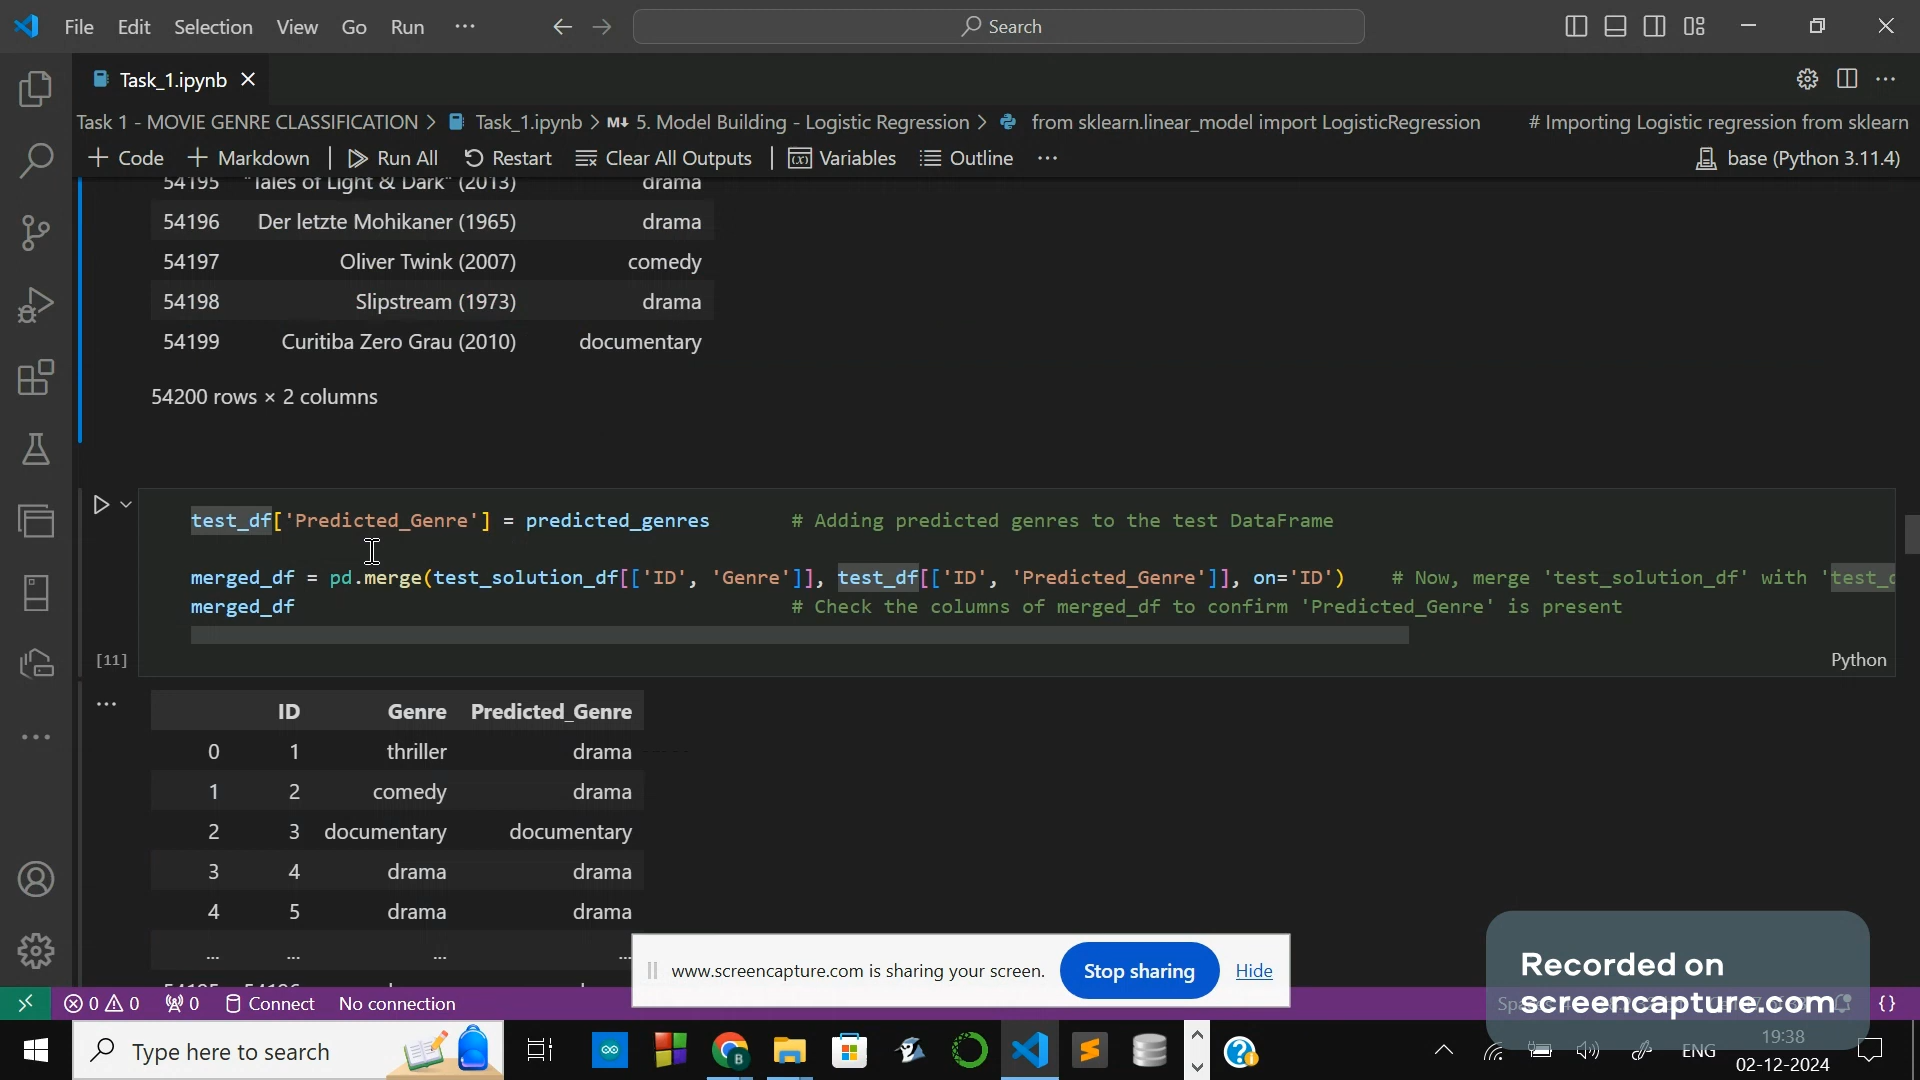 File Edit Selection View Go Run ··· Search
Task_1.ipynb
Task 1 - MOVIE GENRE CLASSIFICATION > Task_1.ipynb > M↓ 5. Model Building - Logistic Regression > from sklearn.linear_model import LogisticRegression # Importing Logistic regression from sklearn
Code Markdown Run All Restart Clear All Outputs Variables Outline ··· base (Python 3.11.4)
54195 "Tales of Light & Dark" (2013) drama
54196 Der letzte Mohikaner (1965) drama
54197 Oliver Twink (2007) comedy
54198 Slipstream (1973) drama
54199 Curitiba Zero Grau (2010) documentary
54200 rows × 2 columns
test_df['Predicted_Genre'] = predicted_genres # Adding predicted genres to the test DataFrame
merged_df = pd.merge(test_solution_df[['ID', 'Genre']], test_df[['ID', 'Predicted_Genre']], on='ID') # Now, merge 'test_solution_df' with '
merged_df # Check the columns of merged_df to confirm 'Predicted_Genre' is present
[11] Python
ID Genre Predicted_Genre
0 1 thriller drama
1 2 comedy drama
2 3 documentary documentary
3 4 drama drama
4 5 drama drama
... ... ... ...
www.screencapture.com is sharing your screen. Stop sharing Hide
Recorded on
screencapture.com
0 0 0 Connect No connection
Type here to search
ENG
19:38
02-12-2024